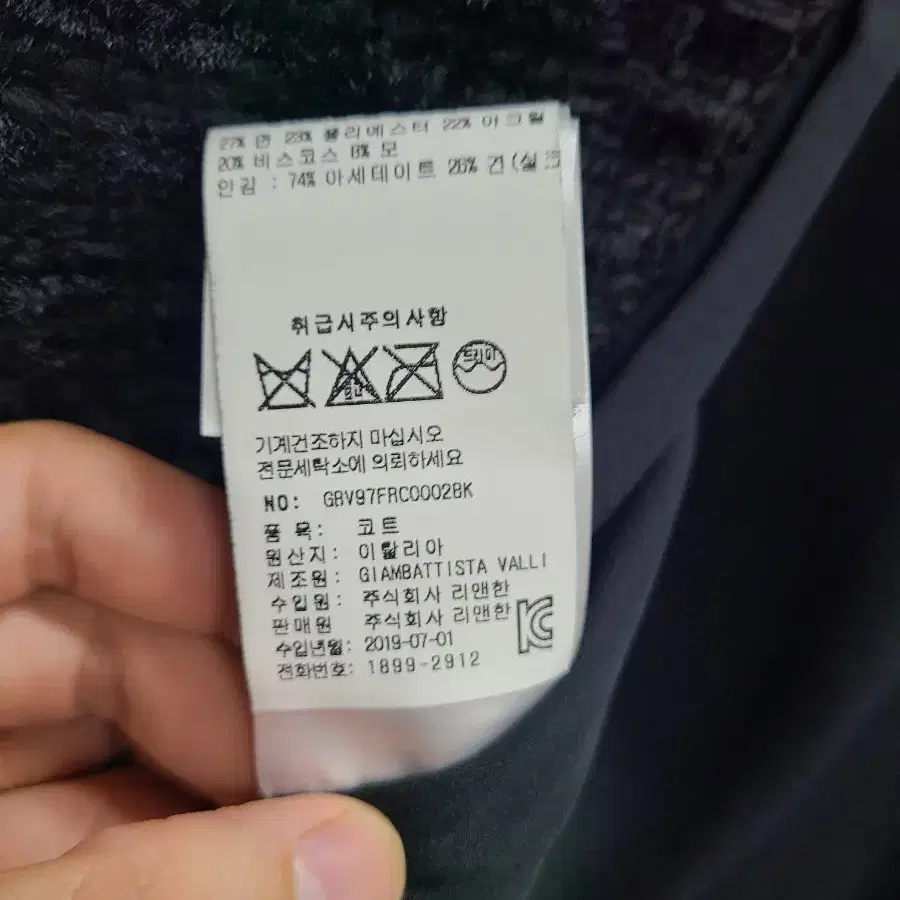 27% 면 23% 폴리에스터 22% 아크릴
20% 비스코스 8% 모
안감 : 74% 아세테이트 26% 견(실크
취급시주의사항
드라이
기계건조하지 마십시오
전문세탁소에 의뢰하세요
NO: GBV97FRC0002BK
품 목: 코트
원산지: 이탈리아
제조원: GIAMBATTISTA VALLI
수입원: 주식회사 리앤한
판매원 주식회사 리앤한
수입년월: 2019-07-01
전화번호: 1899-2912